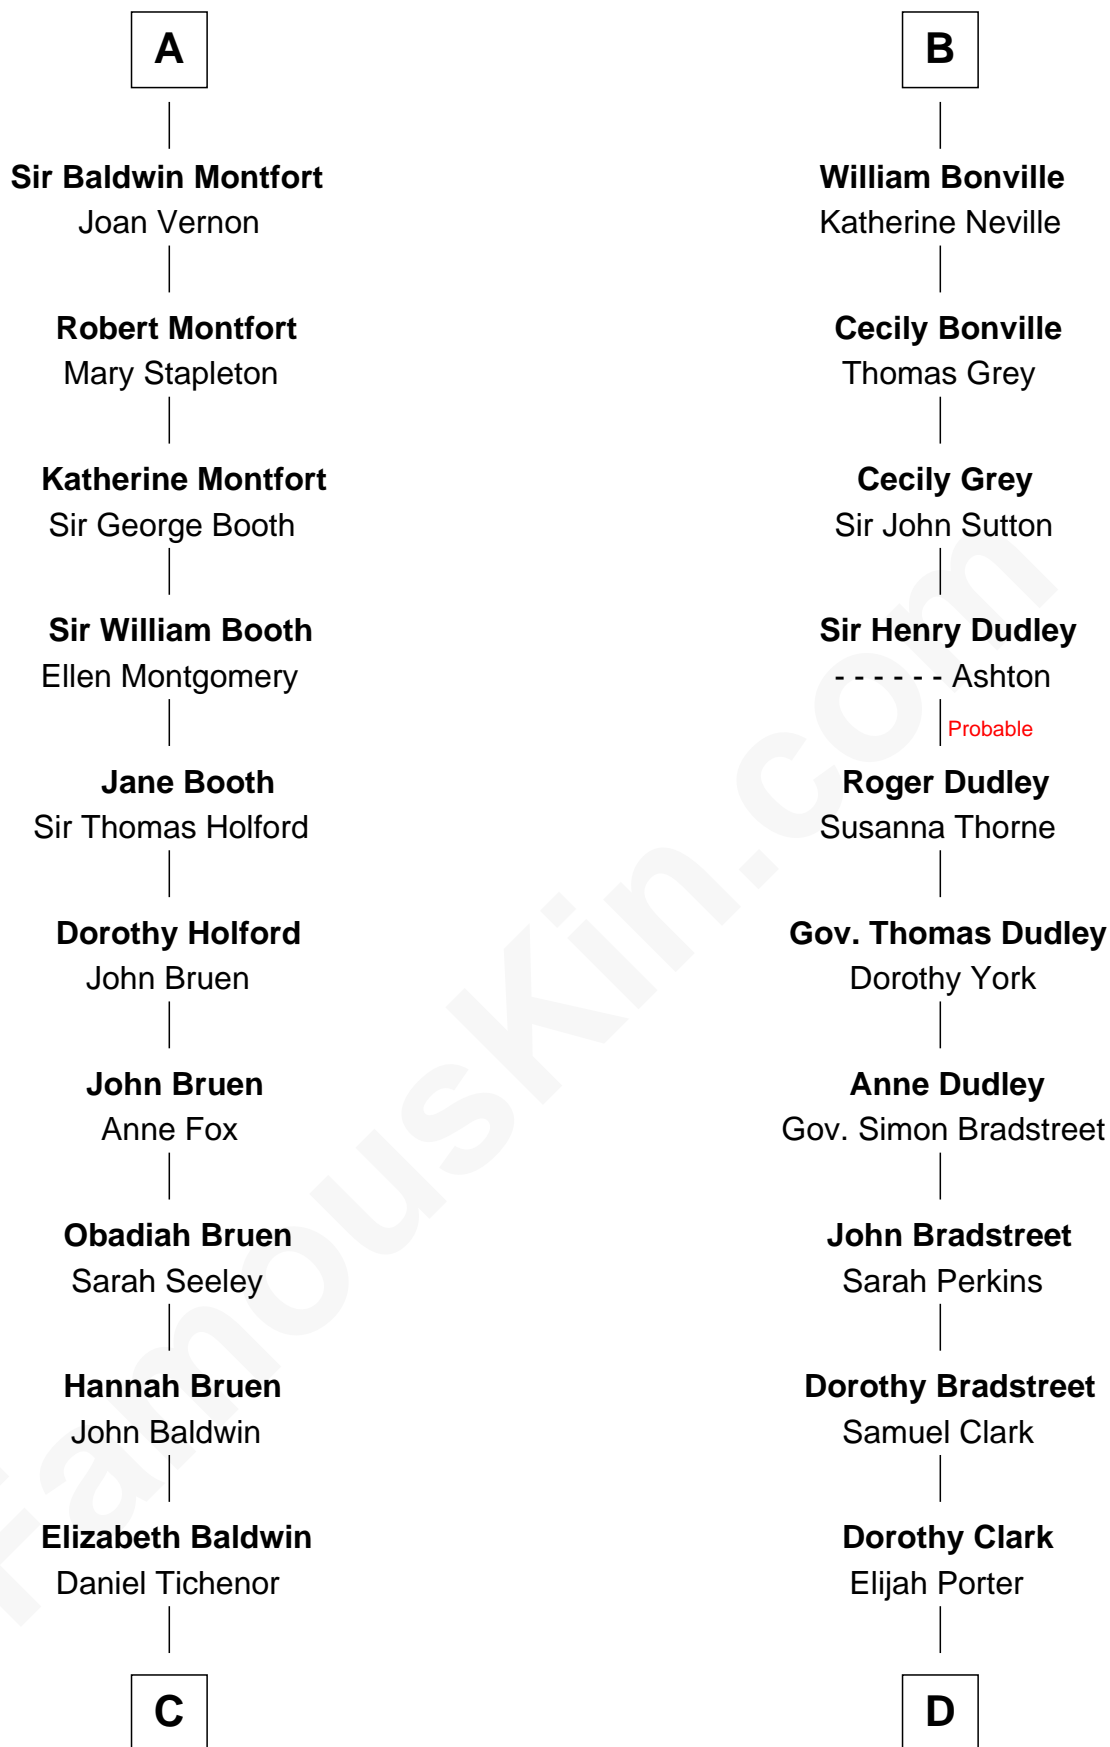 A
Sir Baldwin Montfort
Joan Vernon
Robert Montfort
Mary Stapleton
Katherine Montfort
Sir George Booth
Sir William Booth
Ellen Montgomery
Jane Booth
Sir Thomas Holford
Dorothy Holford
John Bruen
John Bruen
Anne Fox
Obadiah Bruen
Sarah Seeley
Hannah Bruen
John Baldwin
Elizabeth Baldwin
Daniel Tichenor
C
B
William Bonville
Katherine Neville
Cecily Bonville
Thomas Grey
Cecily Grey
Sir John Sutton
Sir Henry Dudley
- - - - - - Ashton
Probable
Roger Dudley
Susanna Thorne
Gov. Thomas Dudley
Dorothy York
Anne Dudley
Gov. Simon Bradstreet
John Bradstreet
Sarah Perkins
Dorothy Bradstreet
Samuel Clark
Dorothy Clark
Elijah Porter
D
FamousKin.com